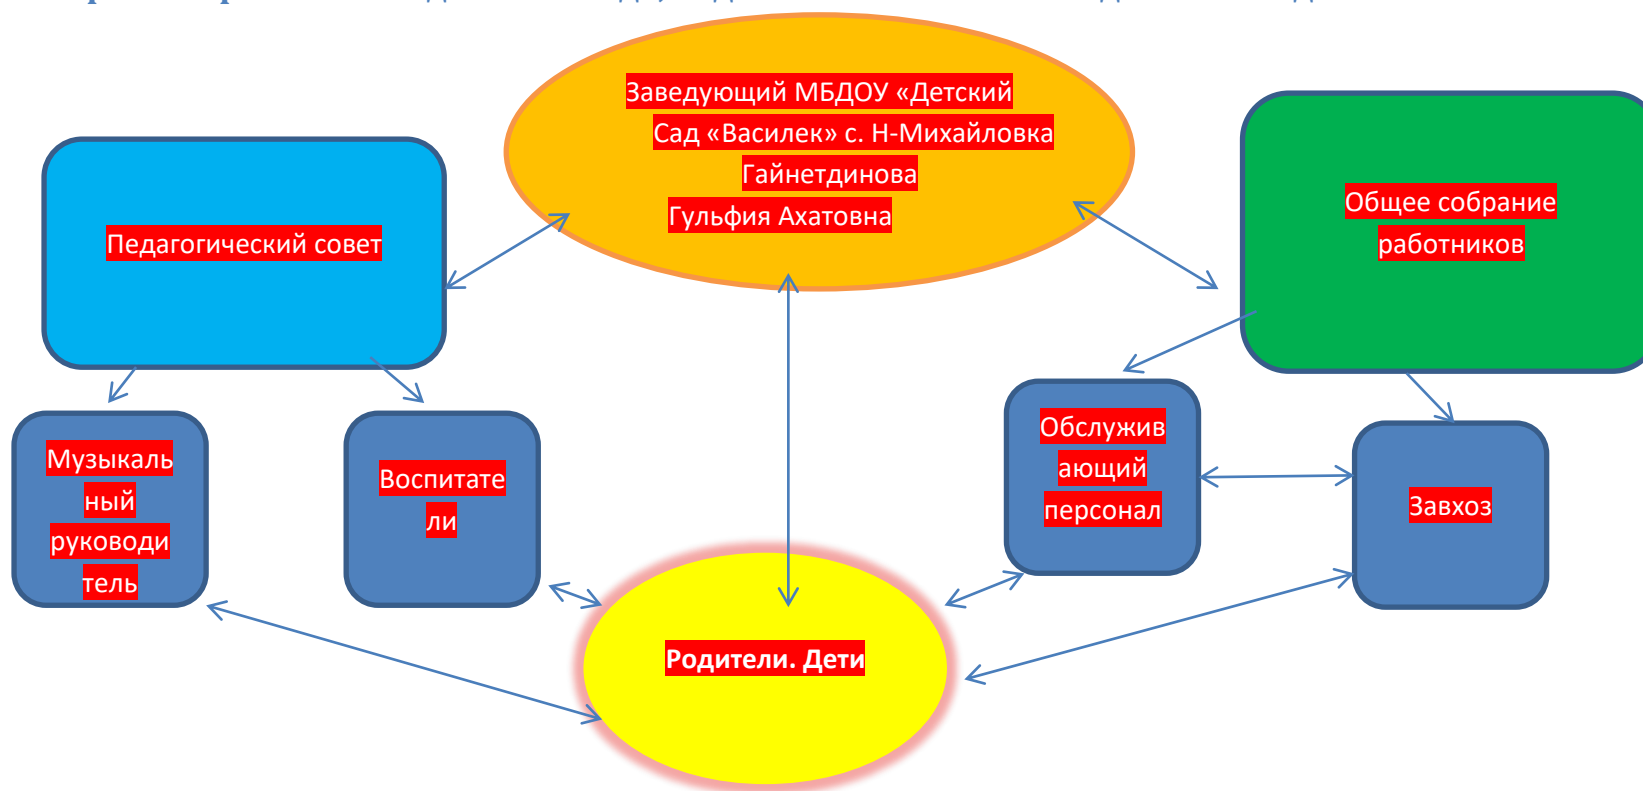 Заведующий МБДОУ «Детский
Сад «Василек» с. Н-Михайловка
Гайнетдинова
Гульфия Ахатовна
Педагогический совет
Общее собрание
работников
Музыкаль
ный
руководи
тель
Воспитате
ли
Обслужив
ающий
персонал
Завхоз
Родители. Дети